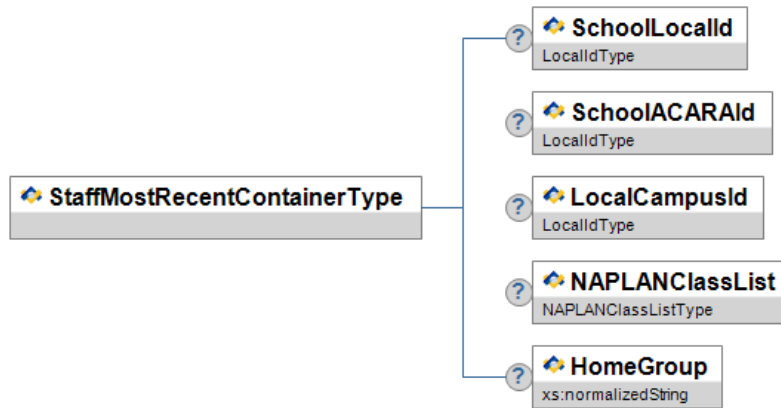 ?
SchoolLocalId
LocalIdType
?
SchoolACARAId
LocalIdType
StaffMostRecentContainerType
?
LocalCampusId
LocalIdType
?
NAPLANClassList
NAPLANClassListType
?
HomeGroup
xs:normalizedString